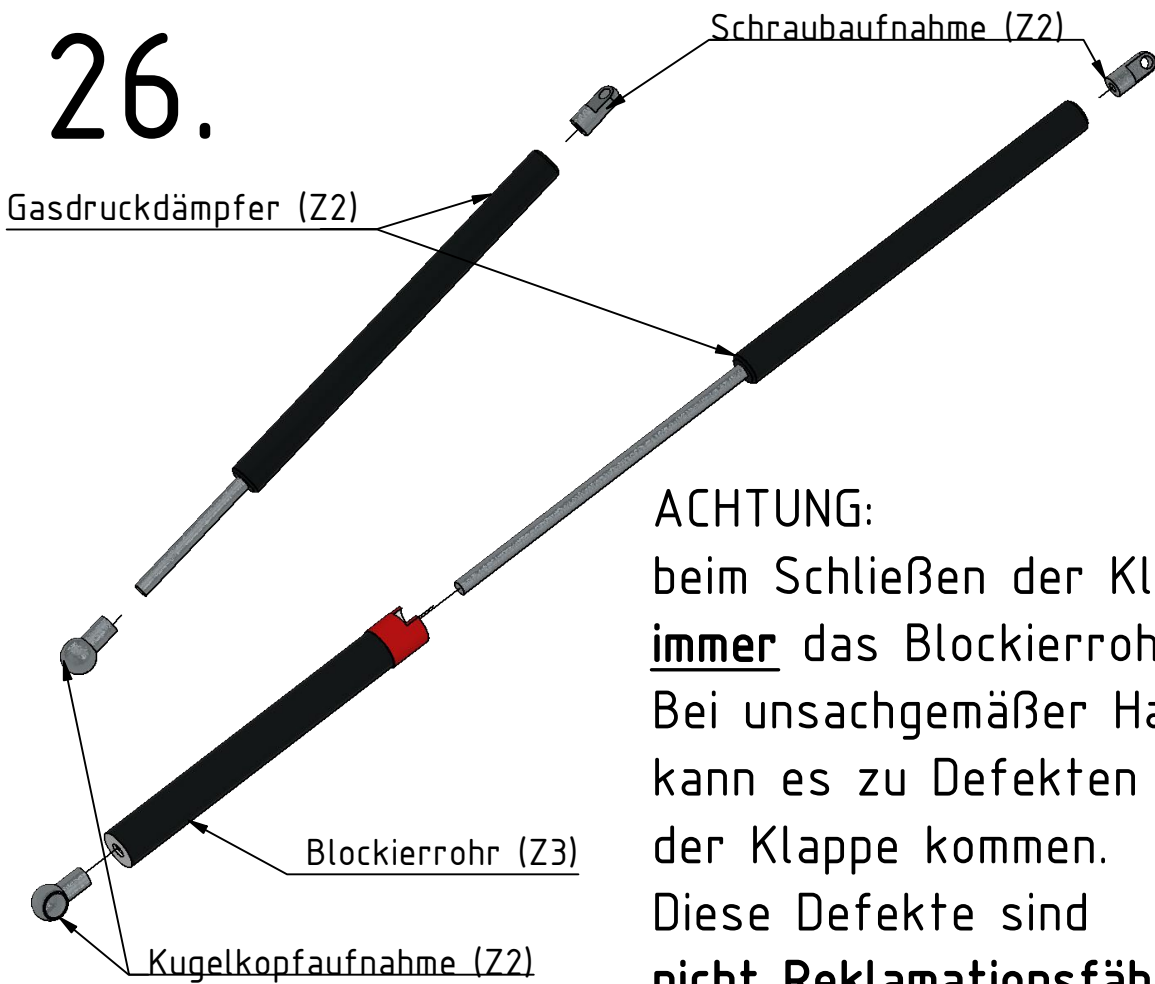 26.
Schraubaufnahme (Z2)
Gasdruckdämpfer (Z2)
ACHTUNG:
beim Schließen der Kl
immer das Blockierroh
Bei unsachgemäßer Ha
kann es zu Defekten
der Klappe kommen.
Diese Defekte sind
nicht Reklamationsfäh
Blockierrohr (Z3)
Kugelkopfaufnahme (Z2)